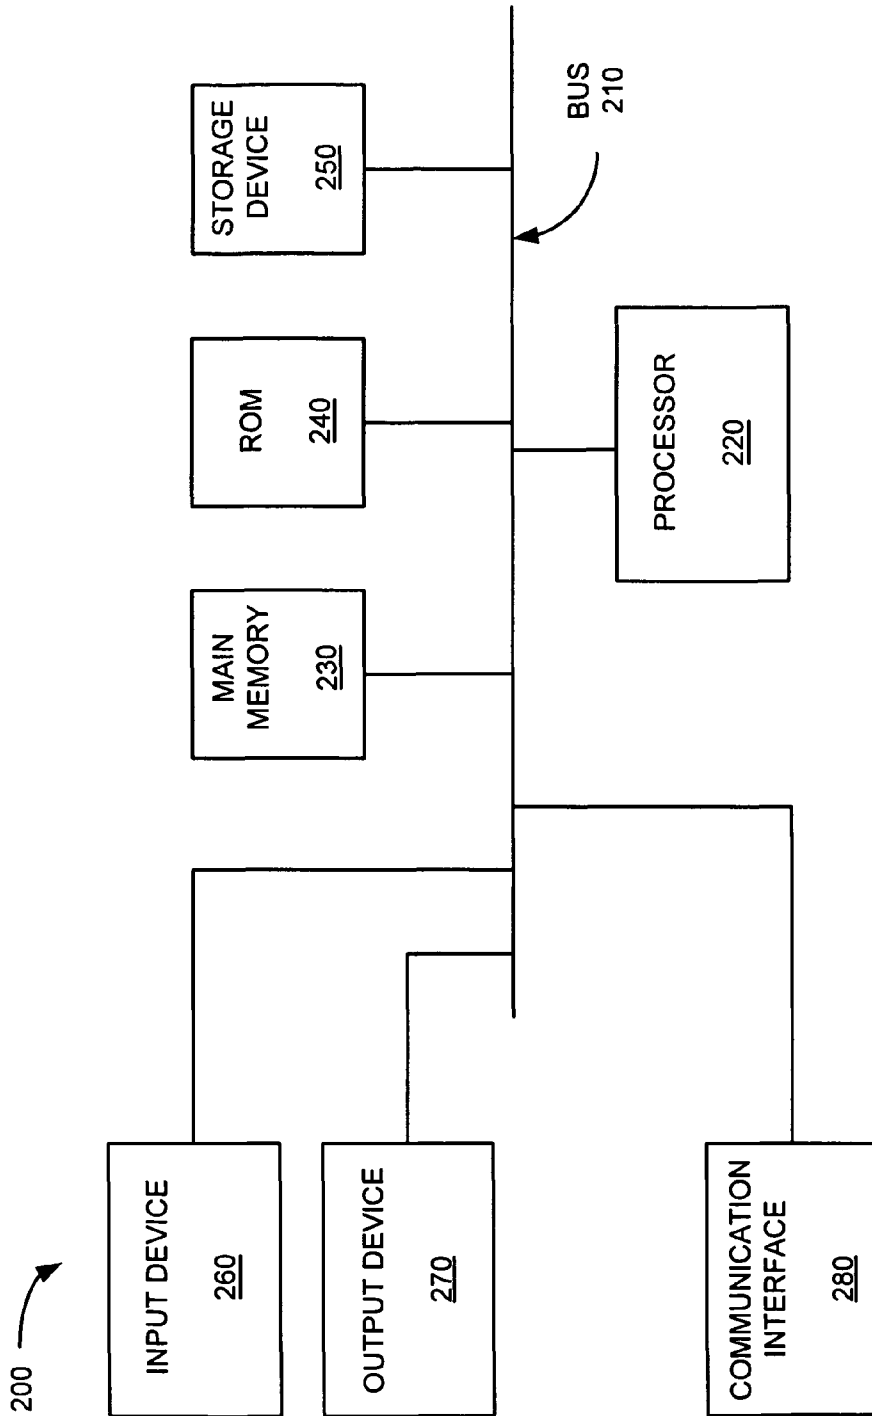 200
INPUT DEVICE
260
OUTPUT DEVICE
270
COMMUNICATION
INTERFACE
280
MAIN
MEMORY
230
ROM
240
STORAGE
DEVICE
250
PROCESSOR
220
BUS
210